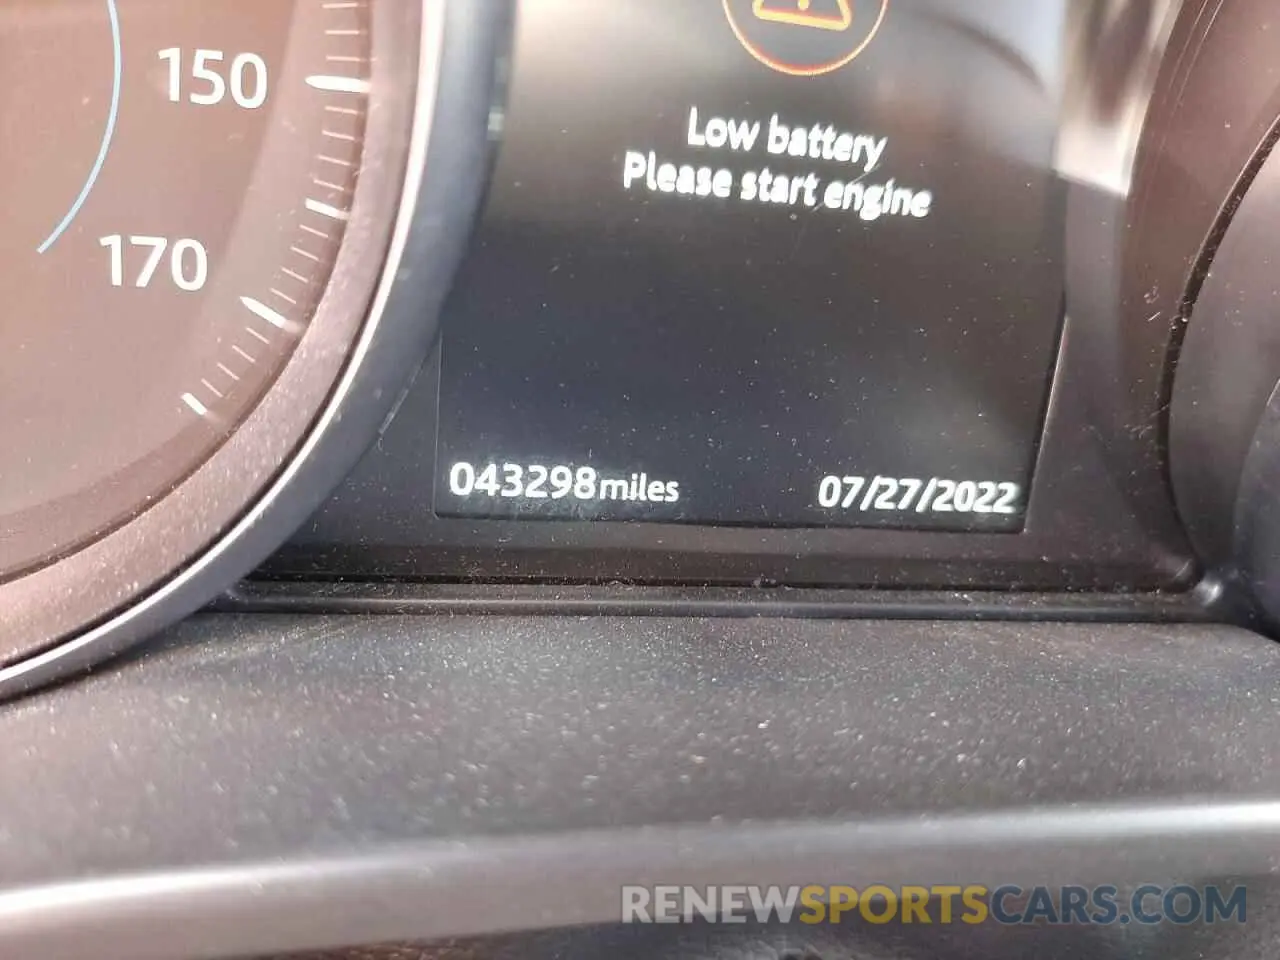 150
170
Low battery
Please start engine
043298miles 07/27/2022
RENEWSPORTSCARS.COM